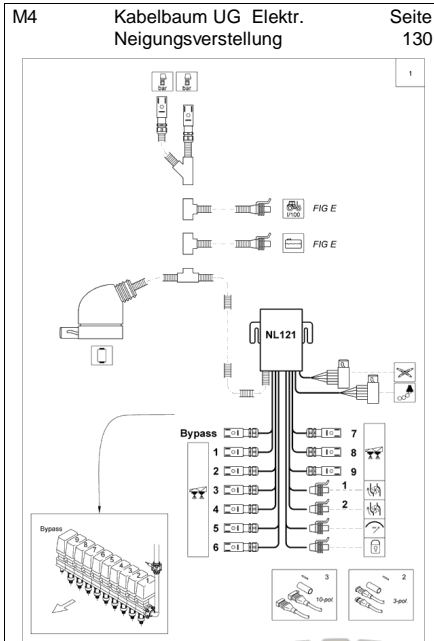 M4 Kabelbaum UG Elektr. Seite
Neigungsverstellung 130
1
bar bar
l/100 FIG E
FIG E
NL121
Bypass 7
1 8
2 9
3 1
4 2
5
6
Bypass
3 2
10-pol. 3-pol.